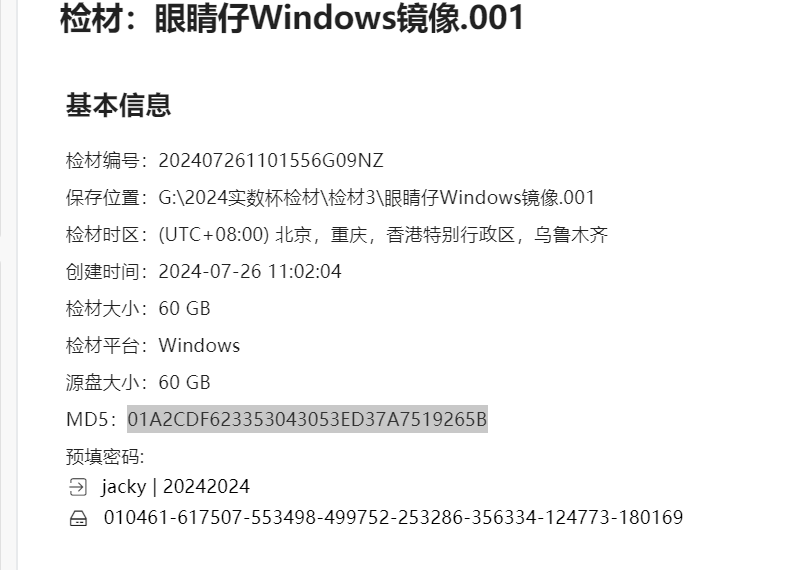 检材：眼睛仔Windows镜像.001
基本信息
检材编号：202407261101556G09NZ
保存位置：G:\2024实数杯检材\检材3\眼睛仔Windows镜像.001
检材时区：(UTC+08:00) 北京，重庆，香港特别行政区，乌鲁木齐
创建时间：2024-07-26 11:02:04
检材大小：60 GB
检材平台：Windows
源盘大小：60 GB
MD5：01A2CDF623353043053ED37A7519265B
预填密码:
jacky | 20242024
010461-617507-553498-499752-253286-356334-124773-180169